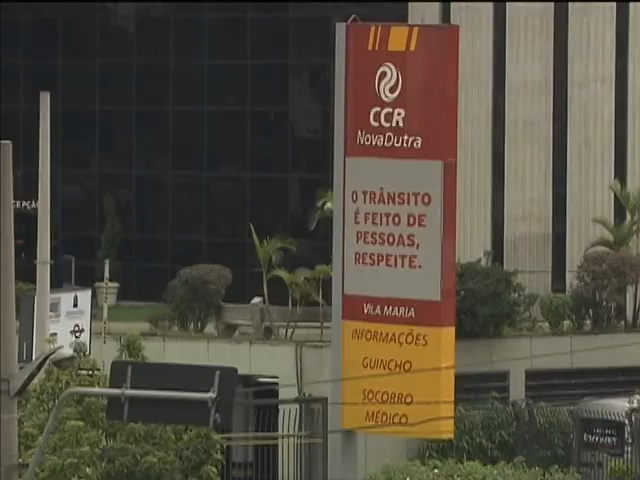 CCR
NovaDutra
O TRÂNSITO
É FEITO DE
PESSOAS,
RESPEITE.
VILA MARIA
INFORMAÇÕES
GUINCHO
SOCORRO
MÉDICO